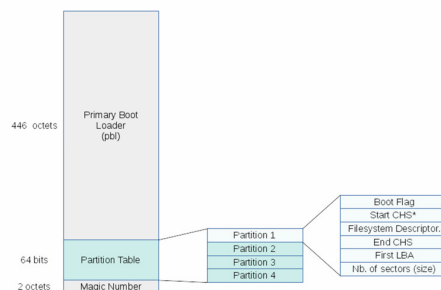 446 octets
Primary Boot
Loader
(pbl)
64 bits
Partition Table
2 octets
Magic Number
Partition 1
Partition 2
Partition 3
Partition 4
Boot Flag
Start CHS*
Filesystem Descriptor.
End CHS
First LBA
Nb. of sectors (size)